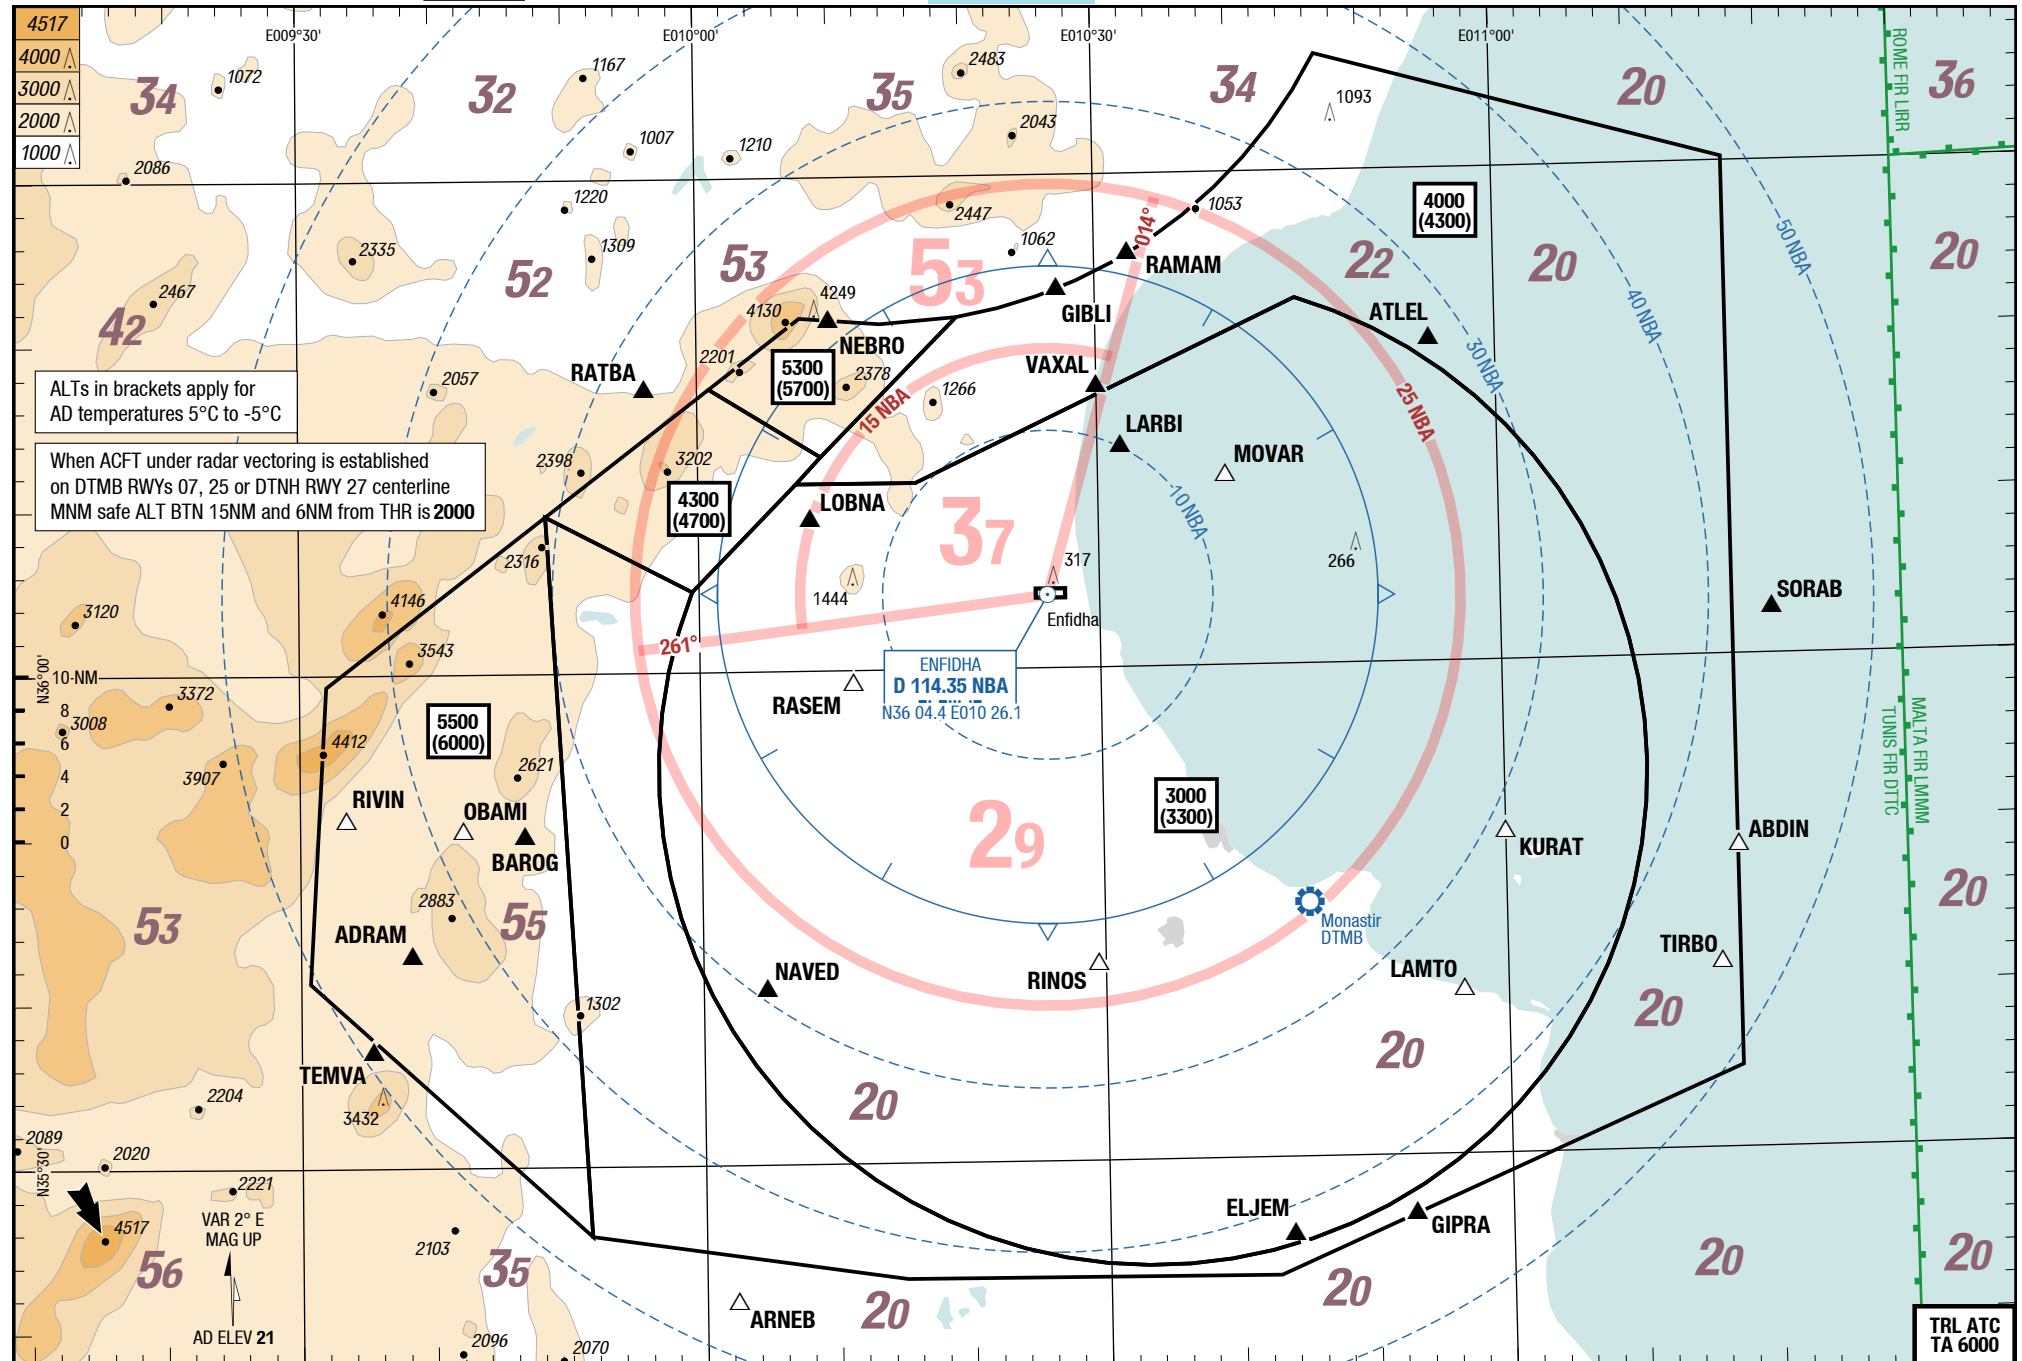 4517
4000
3000
2000
1000
E009°30'
E010°00'
E010°30'
E011°00'
34
1072
32
1167
35
2483
34
1093
20
36
ROME FIR LIRR
2043
1007
1210
2086
1220
2447
1053
4000
(4300)
1309
1062
014°
RAMAM
50 NBA
2335
52
53
53
22
20
20
2467
42
4130
4249
NEBRO
GIBLI
ATLEL
40 NBA
30 NBA
2201
5300
(5700)
2378
VAXAL
RATBA
2057
1266
15 NBA
25 NBA
ALTs in brackets apply for
AD temperatures 5°C to -5°C
LARBI
MOVAR
When ACFT under radar vectoring is established
on DTMB RWYs 07, 25 or DTNH RWY 27 centerline
MNM safe ALT BTN 15NM and 6NM from THR is 2000
2398
3202
4300
(4700)
LOBNA
10 NBA
37
2316
317
266
1444
Enfidha
SORAB
3120
4146
3543
261°
N36°00'
10-NM
8
6
4
2
0
ENFIDHA
D 114.35 NBA
N36 04.4 E010 26.1
RASEM
3372
3008
4412
3907
5500
(6000)
2621
MALTA FIR LMMM
TUNIS FIR DTTC
RIVIN
OBAMI
BAROG
3000
(3300)
29
KURAT
ABDIN
2883
53
55
ADRAM
Monastir
DTMB
20
NAVED
RINOS
LAMTO
TIRBO
1302
20
20
TEMVA
3432
2204
20
2089
2020
N35°30'
2221
4517
VAR 2° E
MAG UP
56
2103
35
ELJEM
GIPRA
20
20
20
20
ARNEB
AD ELEV 21
2096
2070
TRL ATC
TA 6000